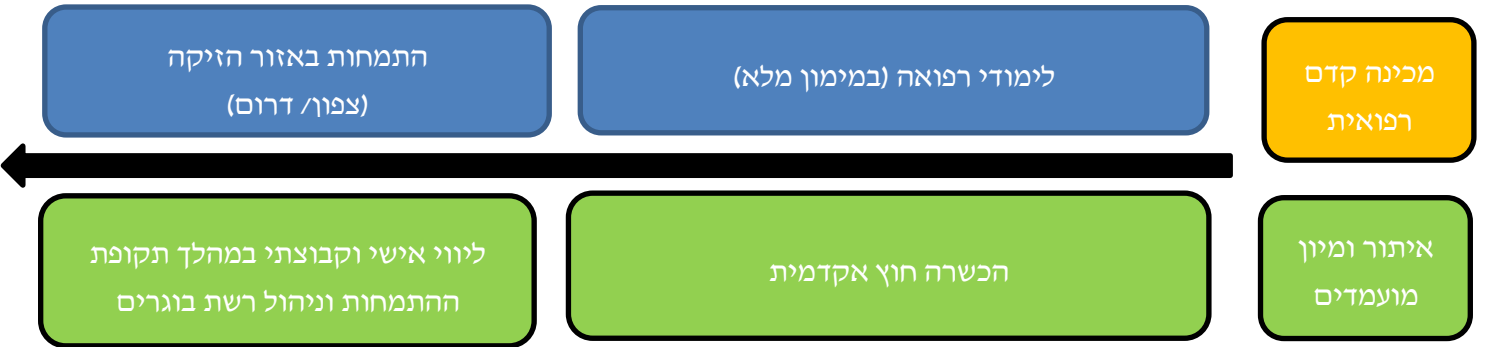 מכינה קדם
רפואית
לימודי רפואה (במימון מלא)
התמחות באזור הזיקה
(צפון/ דרום)
איתור ומיון
מועמדים
הכשרה חוץ אקדמית
ליווי אישי וקבוצתי במהלך תקופת
ההתמחות וניהול רשת בוגרים